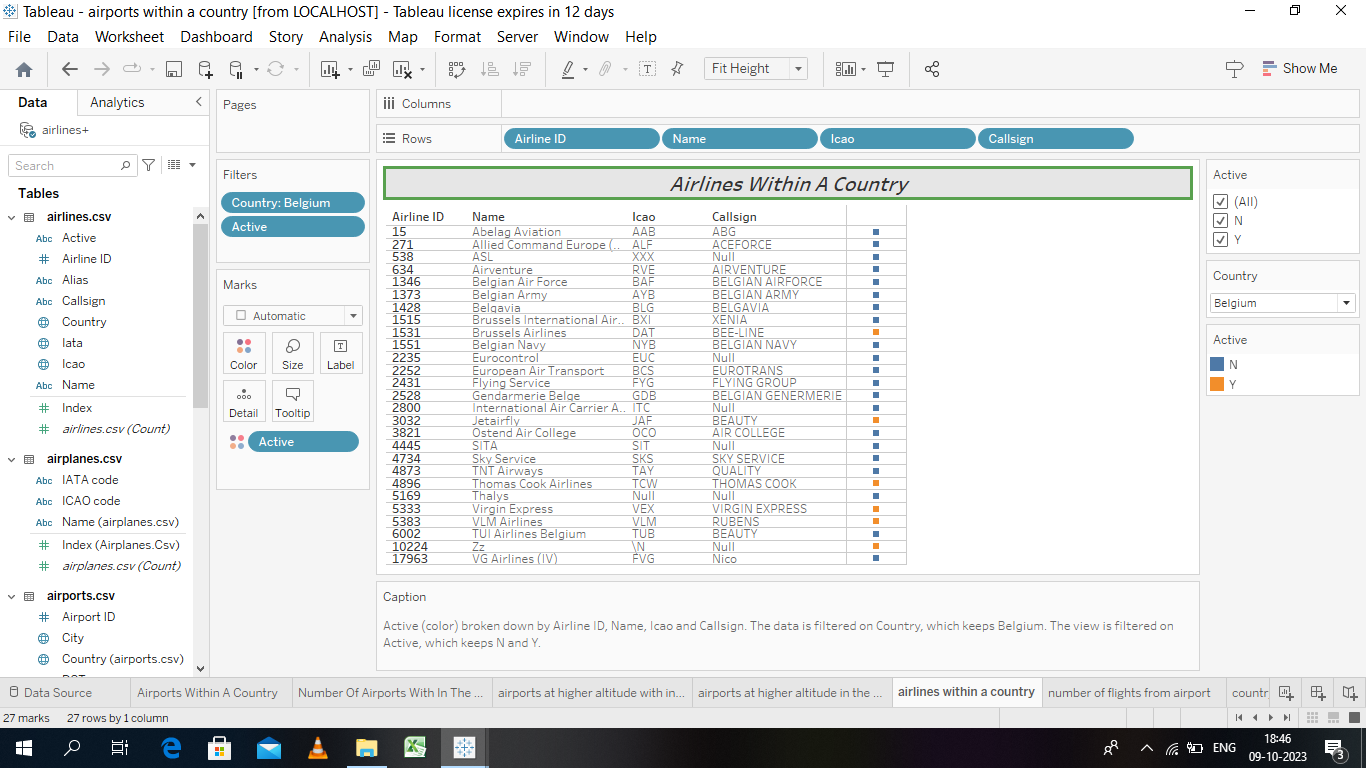 Tableau - airports within a country [from LOCALHOST] - Tableau license expires in 12 days
File Data Worksheet Dashboard Story Analysis Map Format Server Window Help
Fit Height
Show Me
Data Analytics
airlines+
Search
Tables
airlines.csv
Abc Active
Airline ID
Abc Alias
Abc Callsign
Country
Iata
Icao
Abc Name
Index
airlines.csv (Count)
airplanes.csv
Abc IATA code
Abc ICAO code
Abc Name (airplanes.csv)
Index (Airplanes.Csv)
airplanes.csv (Count)
airports.csv
Airport ID
City
Country (airports.csv)
Pages
Filters
Country: Belgium
Active
Marks
Automatic
Color Size Label
Detail Tooltip
Active
Columns
Rows Airline ID Name Icao Callsign
Airlines Within A Country
Airline ID Name Icao Callsign
15 Abelag Aviation AAB ABG
271 Allied Command Europe (.. ALF ACEFORCE
538 ASL XXX Null
634 Airventure RVE AIRVENTURE
1346 Belgian Air Force BAF BELGIAN AIRFORCE
1373 Belgian Army AYB BELGIAN ARMY
1428 Belgavia BLG BELGAVIA
1515 Brussels International Air.. BXI XENIA
1531 Brussels Airlines DAT BEE-LINE
1551 Belgian Navy NYB BELGIAN NAVY
2235 Eurocontrol EUC Null
2252 European Air Transport BCS EUROTRANS
2431 Flying Service FYG FLYING GROUP
2528 Gendarmerie Belge GDB BELGIAN GENERMERIE
2800 International Air Carrier A.. ITC Null
3032 Jetairfly JAF BEAUTY
3821 Ostend Air College OCO AIR COLLEGE
4445 SITA SIT Null
4734 Sky Service SKS SKY SERVICE
4873 TNT Airways TAY QUALITY
4896 Thomas Cook Airlines TCW THOMAS COOK
5169 Thalys Null Null
5333 Virgin Express VEX VIRGIN EXPRESS
5383 VLM Airlines VLM RUBENS
6002 TUI Airlines Belgium TUB BEAUTY
10224 Zz \N Null
17963 VG Airlines (IV) FVG Nico
Caption
Active (color) broken down by Airline ID, Name, Icao and Callsign. The data is filtered on Country, which keeps Belgium. The view is filtered on
Active, which keeps N and Y.
Active
(All)
N
Y
Country
Belgium
Active
N
Y
Data Source Airports Within A Country Number Of Airports With In The ... airports at higher altitude with in... airports at higher altitude in the ... airlines within a country number of flights from airport countr
27 marks 27 rows by 1 column
ENG
18:46
09-10-2023
3